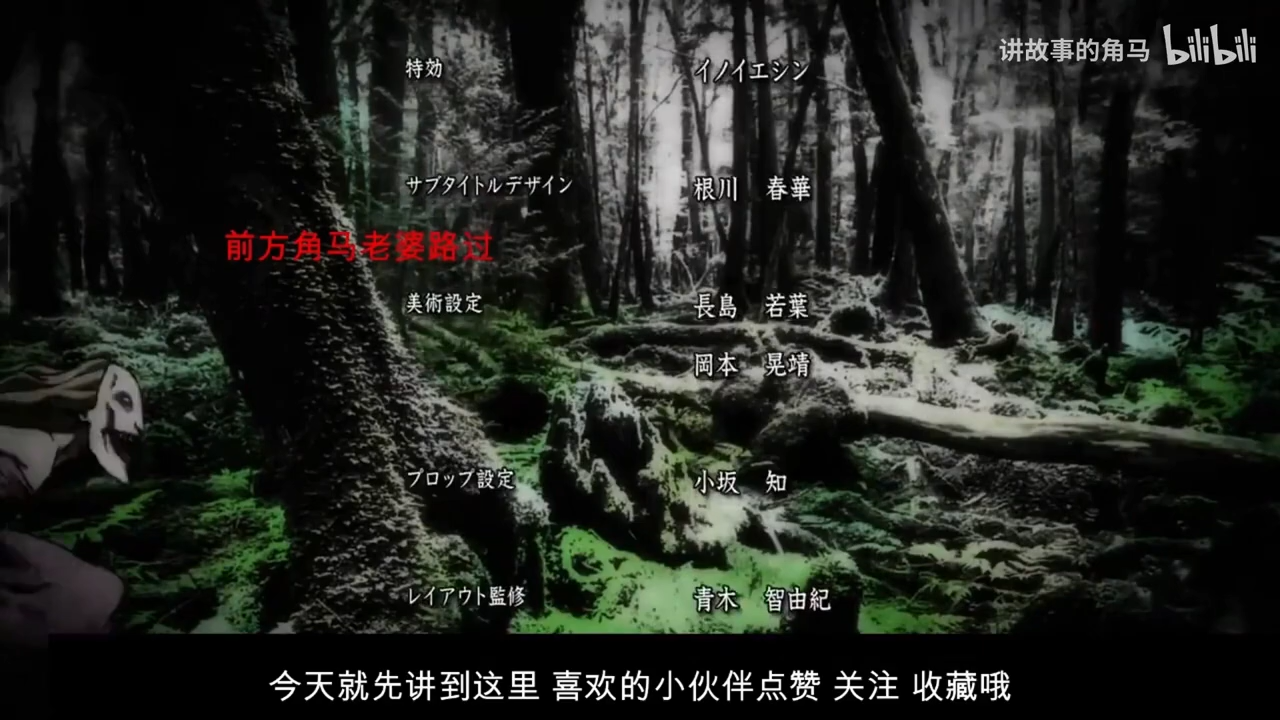 讲故事的角马 bilibili
特効 イノイエシン
サブタイトルデザイン 根川 春華
前方角马老婆路过
美術設定 長島 若葉
岡本 晃靖
プロップ設定 小坂 知
レイアウト監修 青木 智由紀
今天就先讲到这里 喜欢的小伙伴点赞 关注 收藏哦